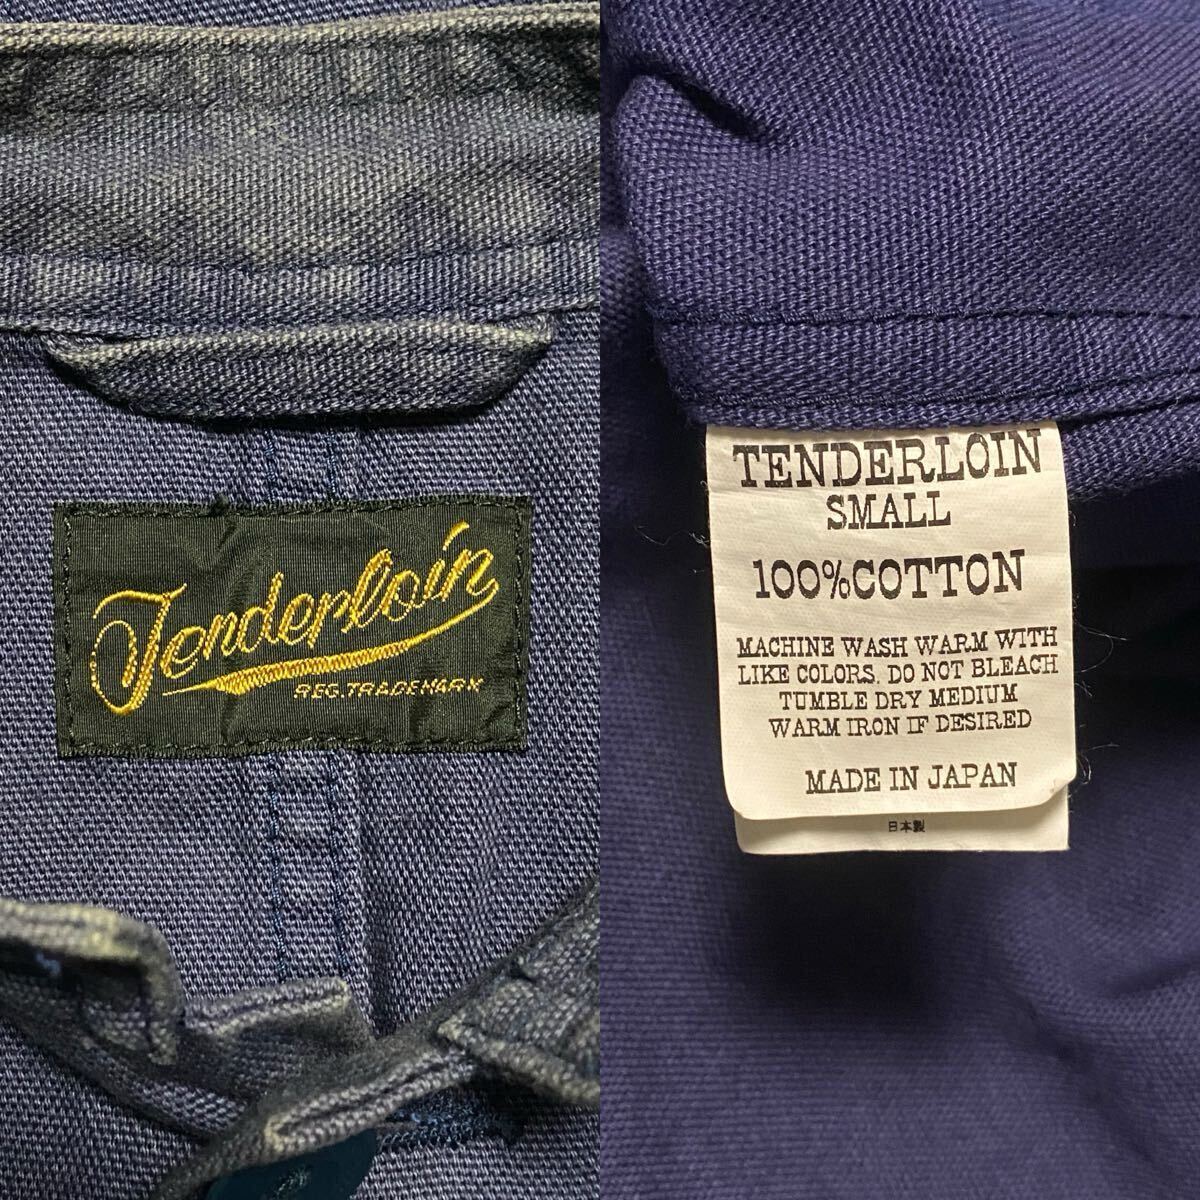 Tenderloin
REG.TRADEMARK
TENDERLOIN
SMALL
100%COTTON
MACHINE WASH WARM WITH
LIKE COLORS. DO NOT BLEACH
TUMBLE DRY MEDIUM
WARM IRON IF DESIRED
MADE IN JAPAN
日本製